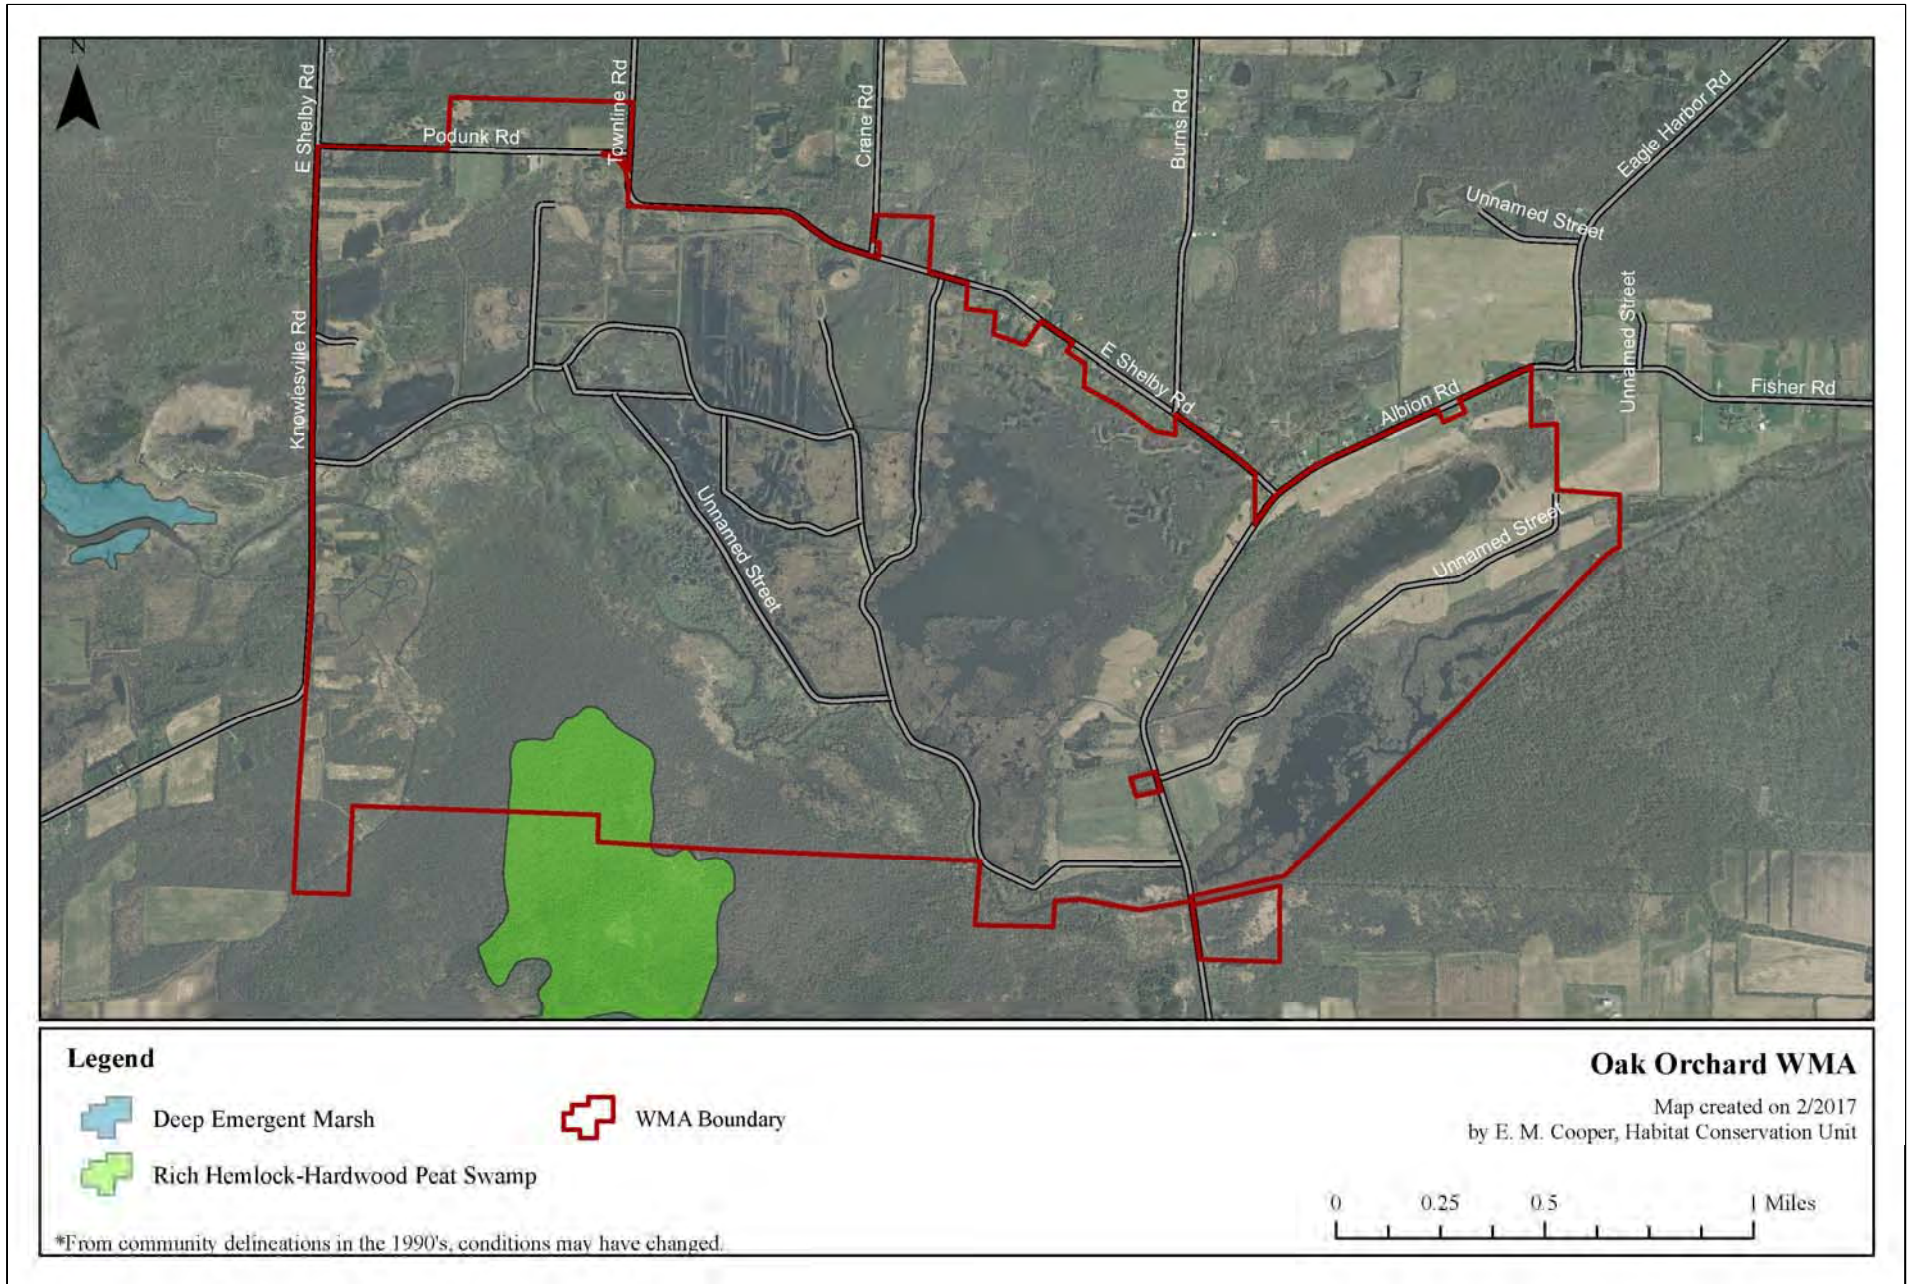 N
E Shelby Rd
Podunk Rd
Townline Rd
Crane Rd
Burns Rd
Eagle Harbor Rd
Unnamed Street
Unnamed Street
Knowlesville Rd
E Shelby Rd
Albion Rd
Fisher Rd
Unnamed Street
Unnamed Street
Legend
Deep Emergent Marsh
WMA Boundary
Rich Hemlock-Hardwood Peat Swamp
*From community delineations in the 1990's, conditions may have changed.
Oak Orchard WMA
Map created on 2/2017
by E. M. Cooper, Habitat Conservation Unit
0 0.25 0.5 1 Miles